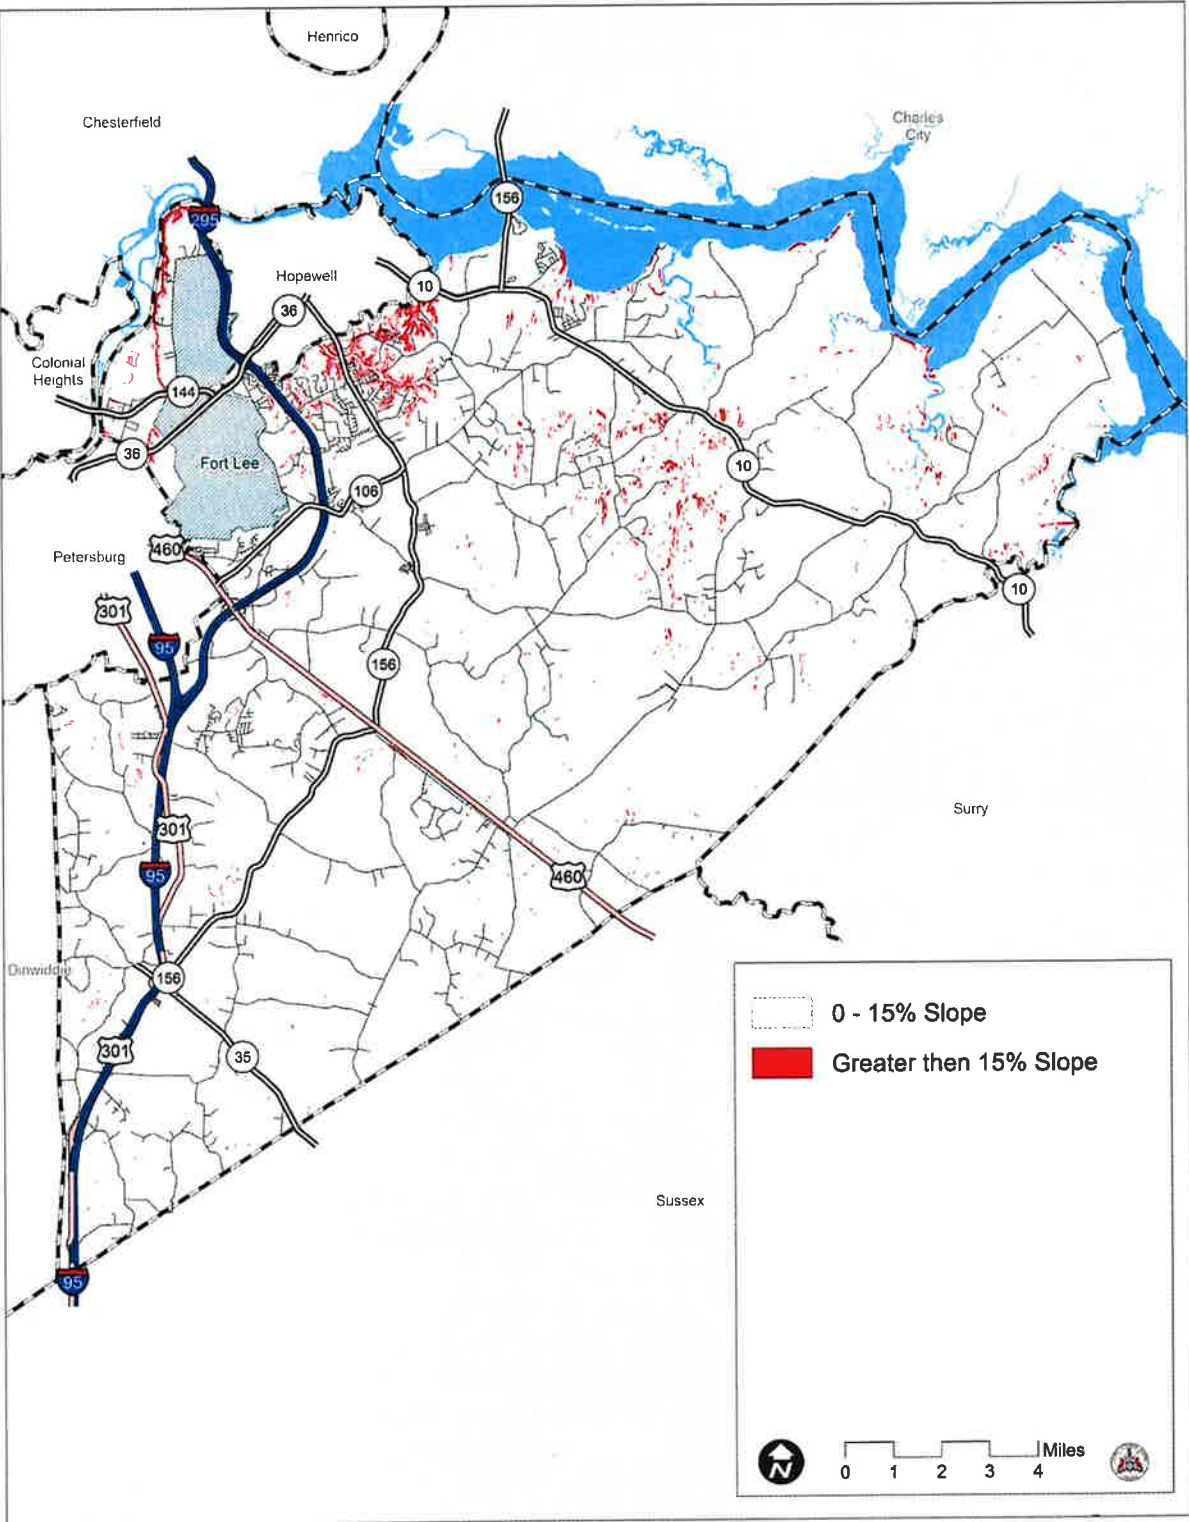 Henrico
Chesterfield
Charles
City
156
295
Hopewell
10
36
Colonial
Heights
144
36
Fort Lee
10
106
460
Petersburg
301
95
10
156
Surry
301
95
460
Dinwiddie
156
301
35
0 - 15% Slope
Greater then 15% Slope
Sussex
95
N
Miles
0 1 2 3 4